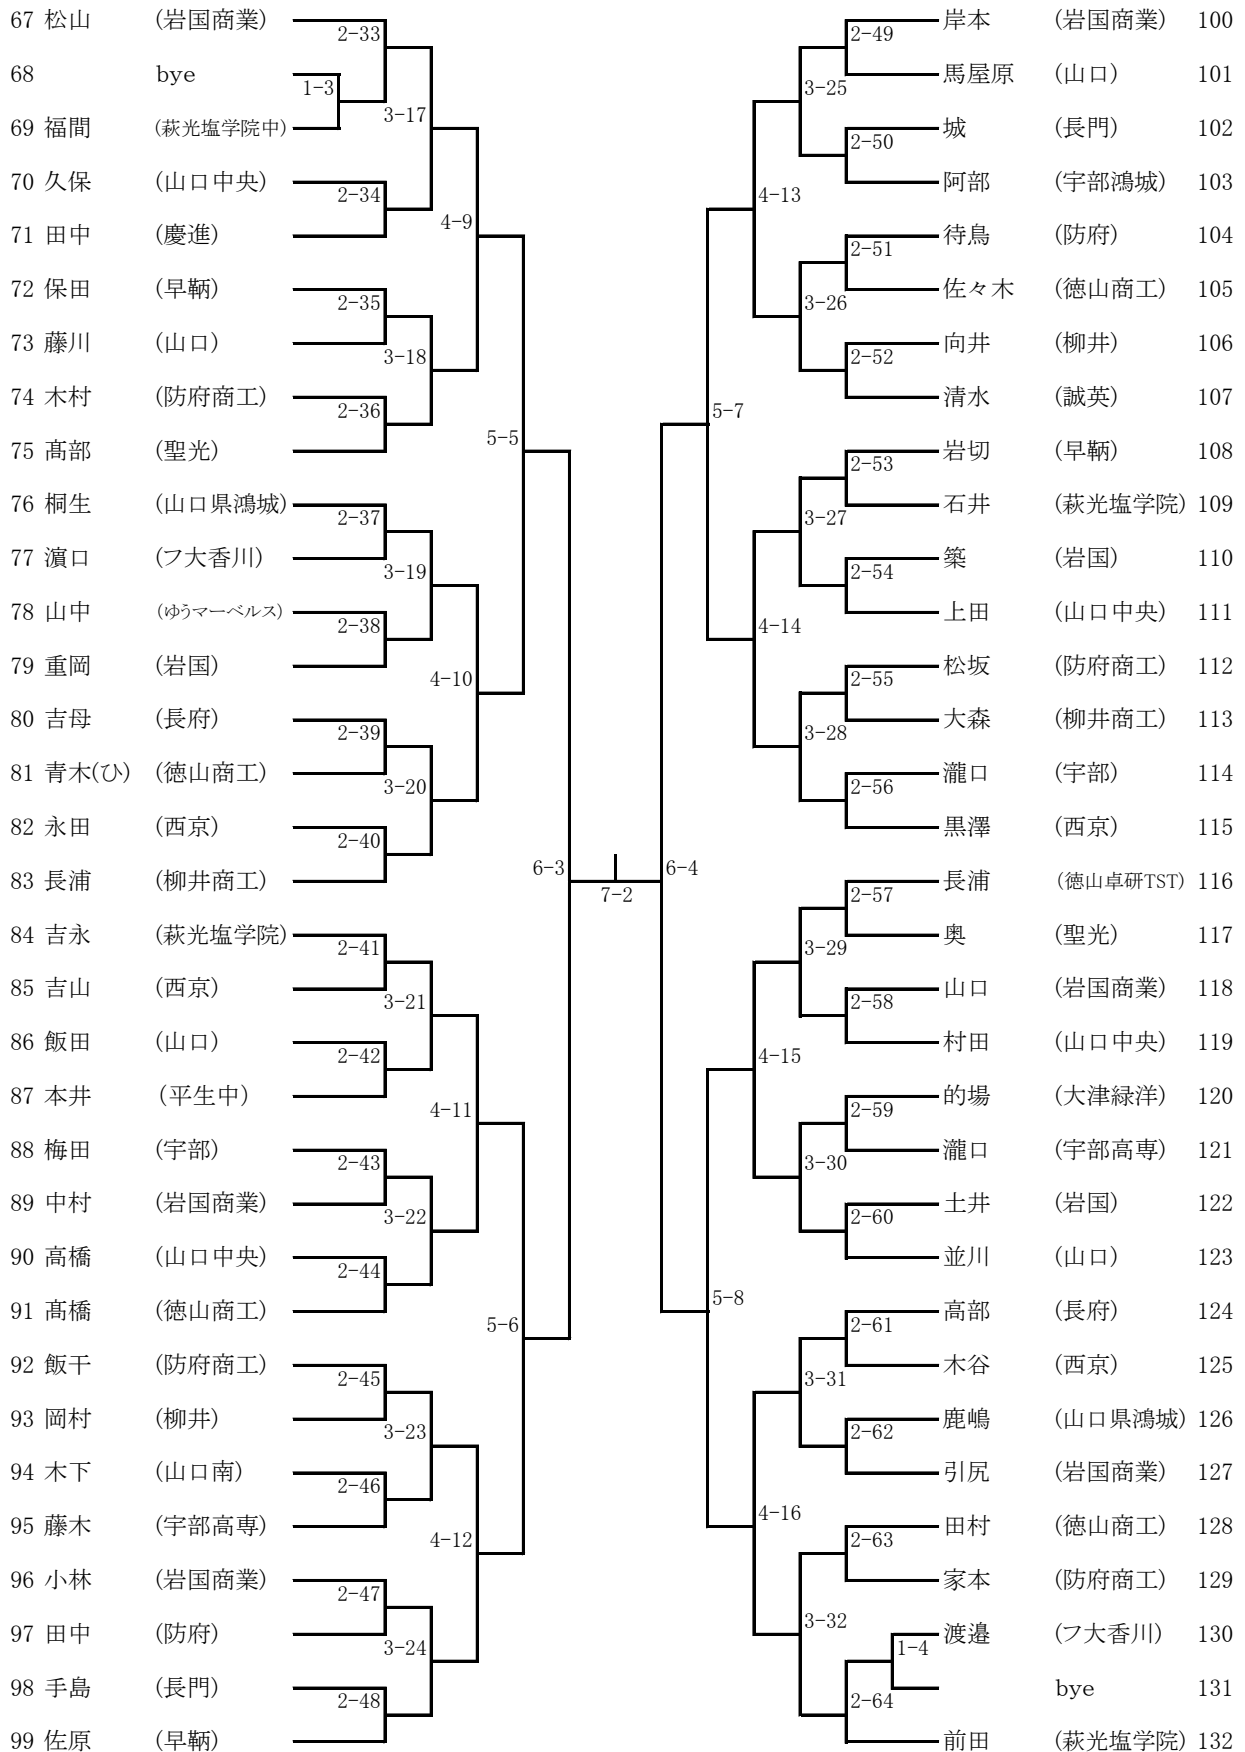 67 松山 (岩国商業)
68 bye
69 福間 (萩光塩学院中)
70 久保 (山口中央)
71 田中 (慶進)
72 保田 (早鞆)
73 藤川 (山口)
74 木村 (防府商工)
75 髙部 (聖光)
76 桐生 (山口県鴻城)
77 濵口 (フ大香川)
78 山中 (ゆうマーベルス)
79 重岡 (岩国)
80 吉母 (長府)
81 青木(ひ) (徳山商工)
82 永田 (西京)
83 長浦 (柳井商工)
84 吉永 (萩光塩学院)
85 吉山 (西京)
86 飯田 (山口)
87 本井 (平生中)
88 梅田 (宇部)
89 中村 (岩国商業)
90 高橋 (山口中央)
91 髙橋 (徳山商工)
92 飯干 (防府商工)
93 岡村 (柳井)
94 木下 (山口南)
95 藤木 (宇部高専)
96 小林 (岩国商業)
97 田中 (防府)
98 手島 (長門)
99 佐原 (早鞆)
2-33
1-3
3-17
2-34
4-9
2-35
3-18
2-36
5-5
2-37
3-19
2-38
4-10
2-39
3-20
2-40
6-3
2-41
3-21
2-42
4-11
2-43
3-22
2-44
5-6
2-45
3-23
2-46
4-12
2-47
3-24
2-48
7-2
6-4
2-49
3-25
2-50
4-13
2-51
3-26
2-52
5-7
2-53
3-27
2-54
4-14
2-55
3-28
2-56
2-57
3-29
2-58
4-15
2-59
3-30
2-60
5-8
2-61
3-31
2-62
4-16
2-63
3-32
1-4
2-64
岸本 (岩国商業) 100
馬屋原 (山口) 101
城 (長門) 102
阿部 (宇部鴻城) 103
待鳥 (防府) 104
佐々木 (徳山商工) 105
向井 (柳井) 106
清水 (誠英) 107
岩切 (早鞆) 108
石井 (萩光塩学院) 109
築 (岩国) 110
上田 (山口中央) 111
松坂 (防府商工) 112
大森 (柳井商工) 113
瀧口 (宇部) 114
黒澤 (西京) 115
長浦 (徳山卓研TST) 116
奥 (聖光) 117
山口 (岩国商業) 118
村田 (山口中央) 119
的場 (大津緑洋) 120
瀧口 (宇部高専) 121
土井 (岩国) 122
並川 (山口) 123
高部 (長府) 124
木谷 (西京) 125
鹿嶋 (山口県鴻城) 126
引尻 (岩国商業) 127
田村 (徳山商工) 128
家本 (防府商工) 129
渡邉 (フ大香川) 130
bye 131
前田 (萩光塩学院) 132